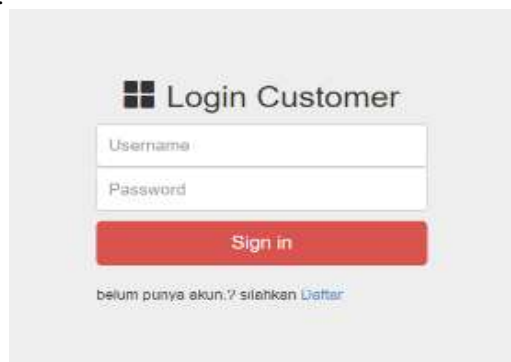 Login Customer
Username
Password
Sign in
belum punya akun.? silahkan Daftar